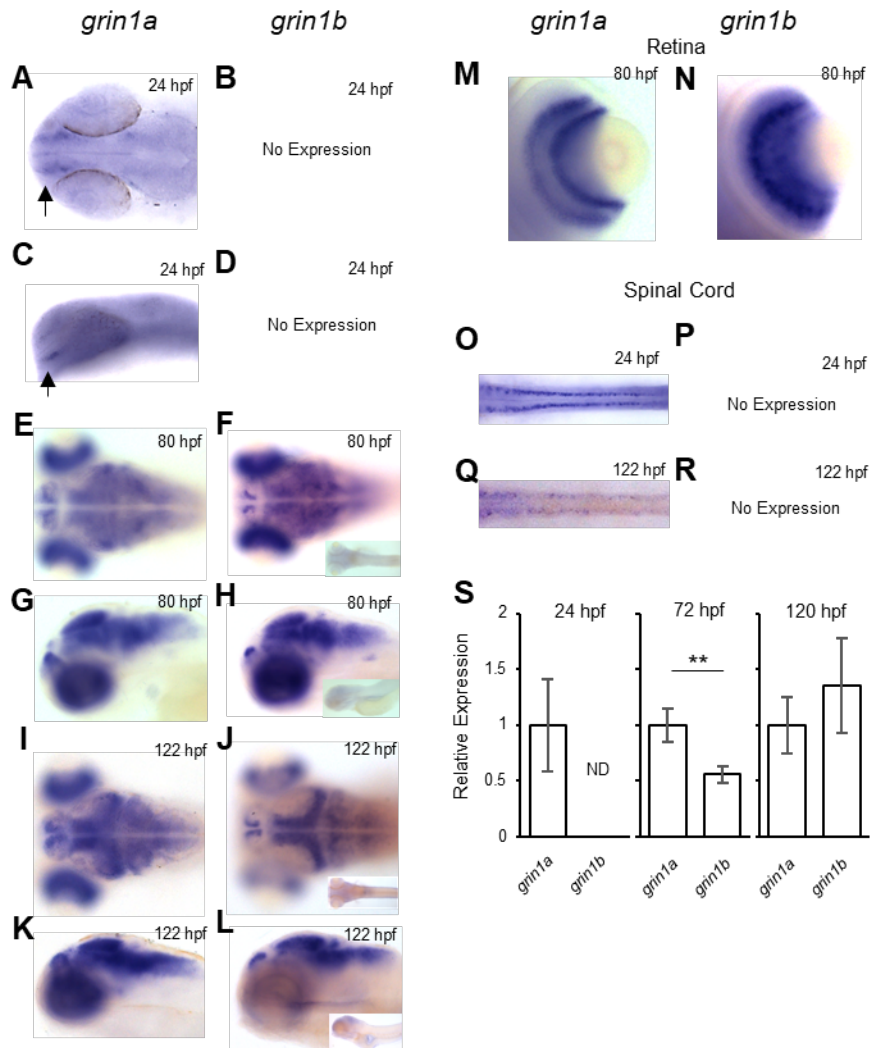 grin1a
grin1b
A
24 hpf
B
24 hpf
No Expression
C
24 hpf
D
24 hpf
No Expression
E
80 hpf
F
80 hpf
G
80 hpf
H
80 hpf
I
122 hpf
J
122 hpf
K
122 hpf
L
122 hpf
grin1a
grin1b
Retina
M
80 hpf
N
80 hpf
Spinal Cord
O
24 hpf
P
24 hpf
No Expression
Q
122 hpf
R
122 hpf
No Expression
S
Relative Expression
2
1.5
1
0.5
0
24 hpf
ND
grin1a
grin1b
72 hpf
**
grin1a
grin1b
120 hpf
grin1a
grin1b